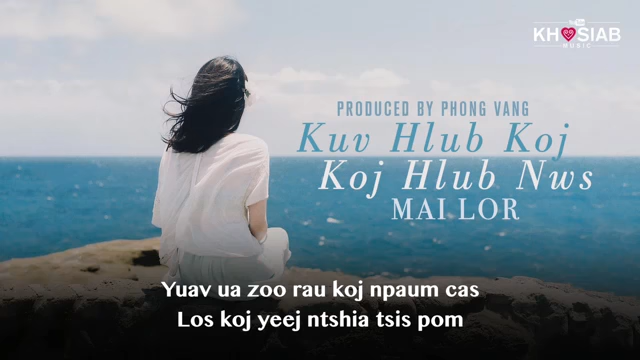 YouTube
KHOSIAB
MUSIC
PRODUCED BY PHONG VANG
Kuv Hlub Koj
Koj Hlub Nws
MAI LOR
Yuav ua zoo rau koj npaum cas
Los koj yeej ntshia tsis pom